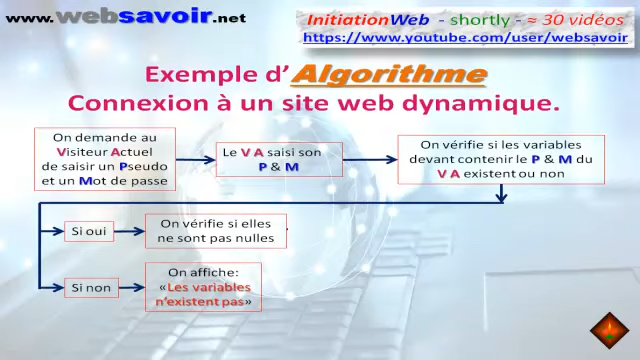 www.websavoir.net
InitiationWeb - shortly - ≈ 30 vidéos
https://www.youtube.com/user/websavoir
Exemple d’Algorithme
Connexion à un site web dynamique.
On demande au
Visiteur Actuel
de saisir un Pseudo
et un Mot de passe
Le V A saisi son
P & M
On vérifie si les variables
devant contenir le P & M du
V A existent ou non
Si oui
On vérifie si elles
ne sont pas nulles
Si non
On affiche:
«Les variables
n’existent pas»